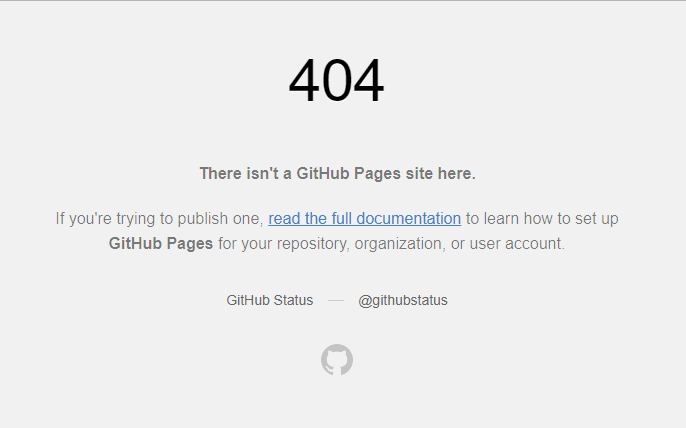 404
There isn't a GitHub Pages site here.
If you're trying to publish one, read the full documentation to learn how to set up
GitHub Pages for your repository, organization, or user account.
GitHub Status — @githubstatus